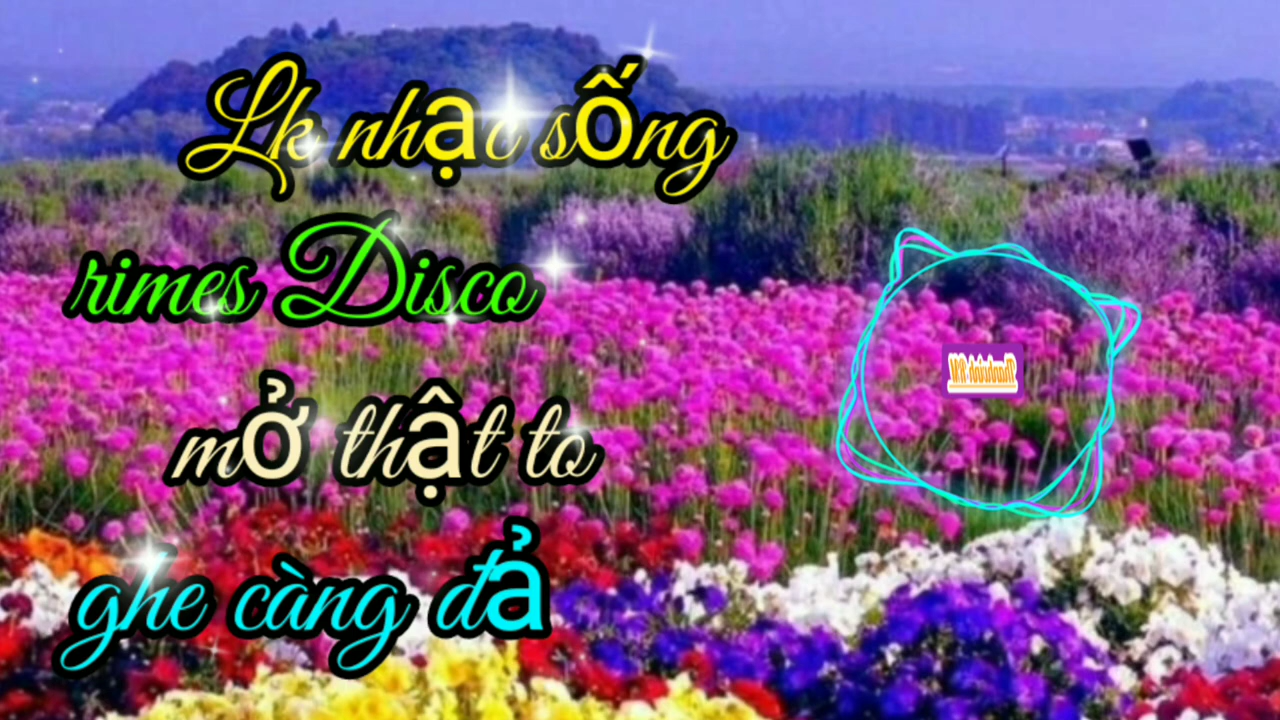 Lk nhạc sống
rimes Disco
mở thật to
ghe càng đả